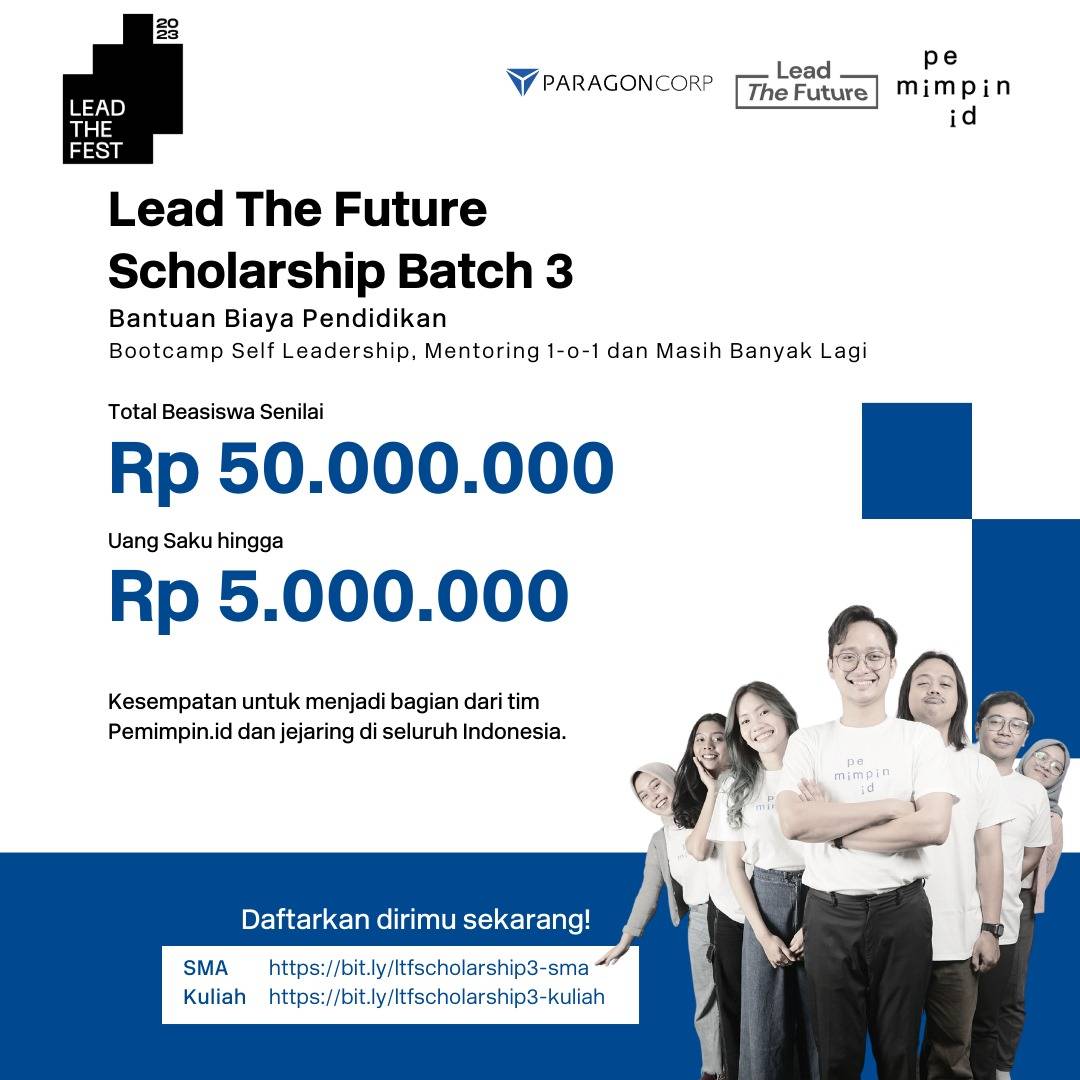 2023
LEAD
THE
FEST
PARAGONCORP
Lead
The Future
pe
mimpin
id
Lead The Future
Scholarship Batch 3
Bantuan Biaya Pendidikan
Bootcamp Self Leadership, Mentoring 1-o-1 dan Masih Banyak Lagi
Total Beasiswa Senilai
Rp 50.000.000
Uang Saku hingga
Rp 5.000.000
Kesempatan untuk menjadi bagian dari tim
Pemimpin.id dan jejaring di seluruh Indonesia.
pe
mimpin
id
Daftarkan dirimu sekarang!
SMA https://bit.ly/ltfscholarship3-sma
Kuliah https://bit.ly/ltfscholarship3-kuliah